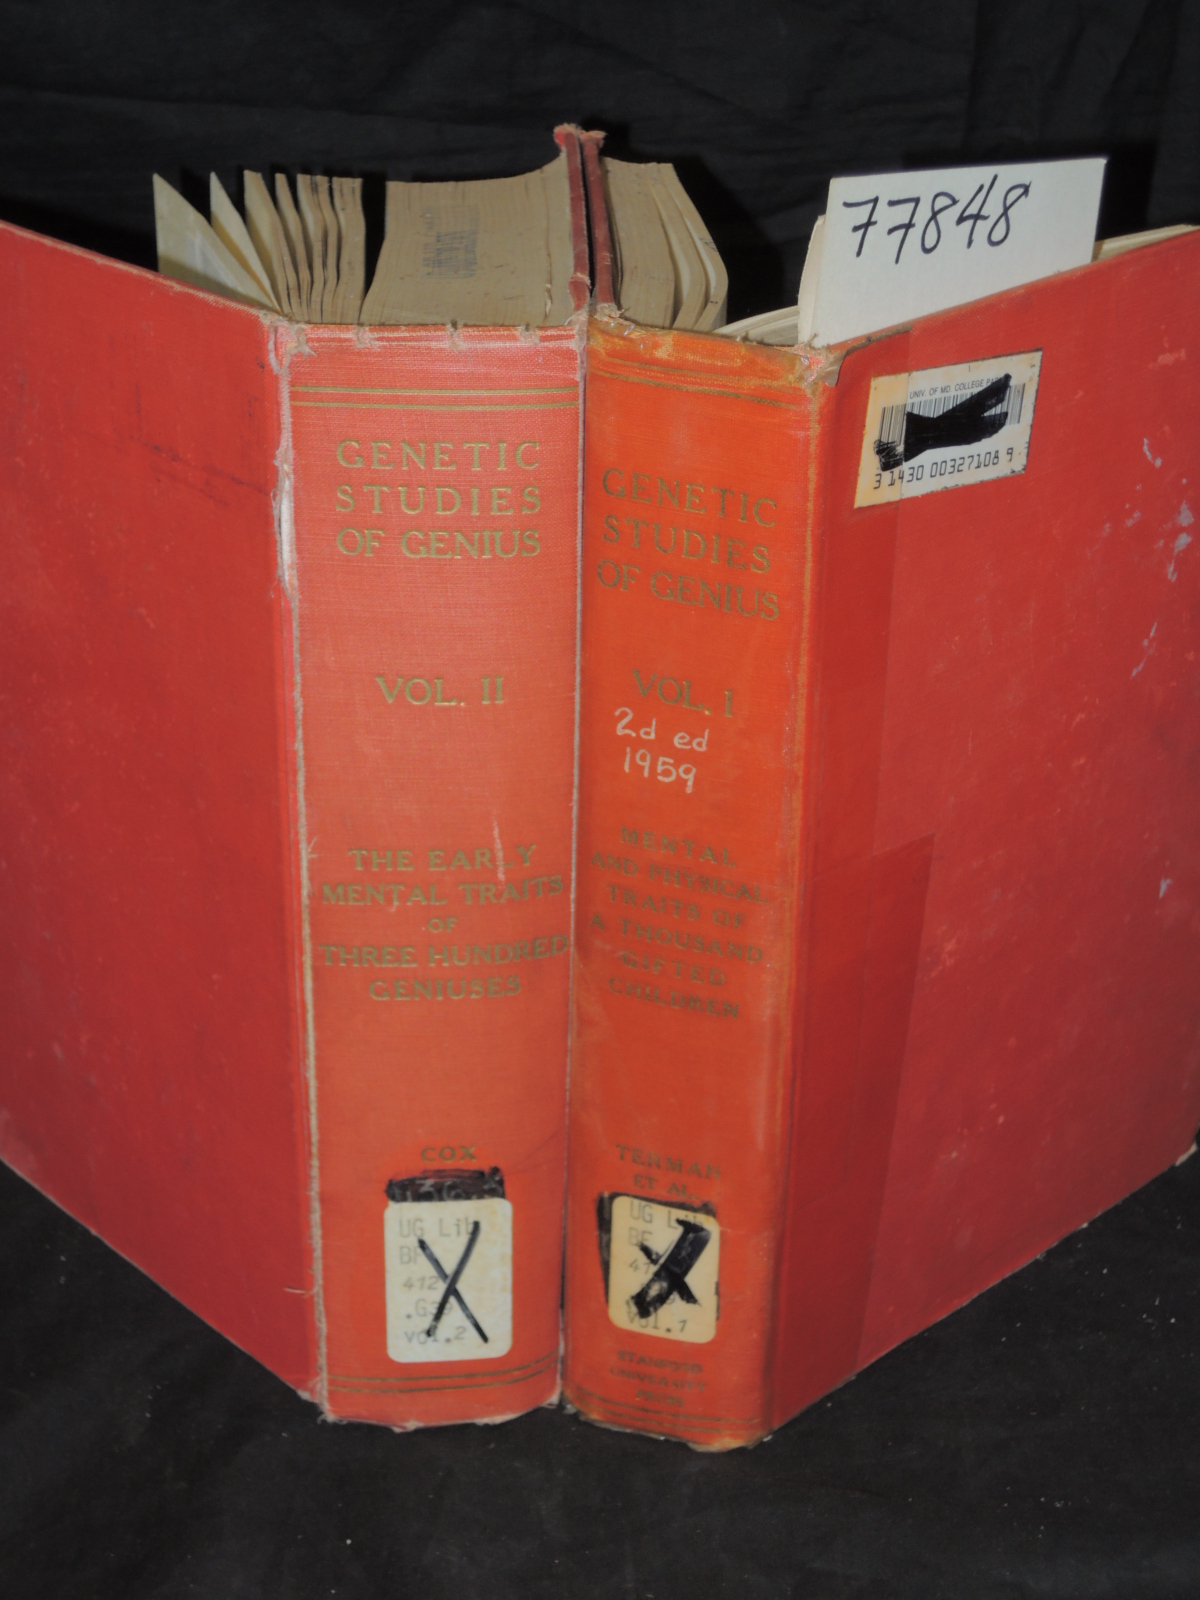 77848
UNIV. OF MD. COLLEGE
3 1430 00327108 9
GENETIC
STUDIES
OF GENIUS
VOL. II
THE EARLY
MENTAL TRAITS
OF
THREE HUNDRED
GENIUSES
COX
UG Lib
BF
412
vol.2
GENETIC
STUDIES
OF GENIUS
VOL. I
2d ed
1959
MENTAL
AND PHYSICAL
TRAITS OF
A THOUSAND
GIFTED
CHILDREN
TERMAN
ET AL.
UG Lib
BF
vol.1
STANFORD
UNIVERSITY
PRESS